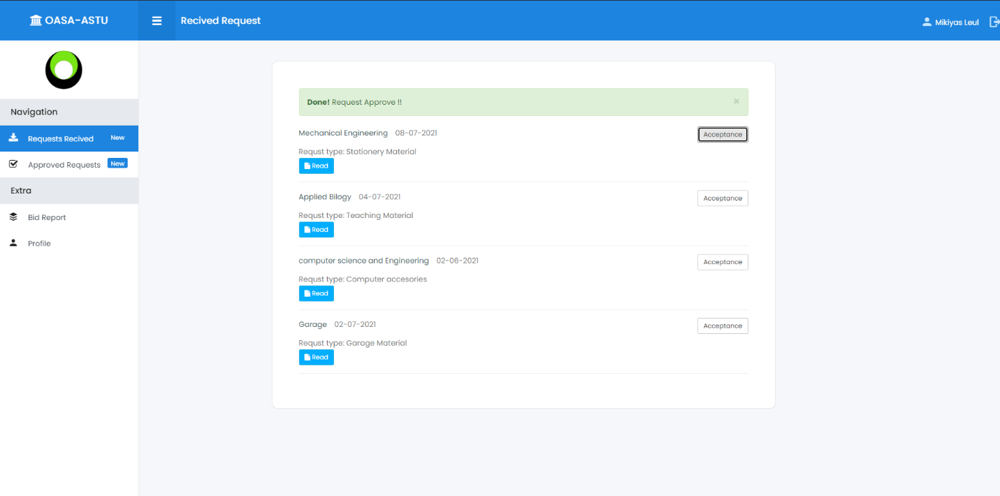 OASA-ASTU
Recived Request
Mikiyas Leul
Navigation
Requests Recived New
Approved Requests New
Extra
Bid Report
Profile
Done! Request Approve !! ×
Mechanical Engineering 08-07-2021 Acceptance
Requst type: Stationery Material
Read
Applied Bilogy 04-07-2021 Acceptance
Requst type: Teaching Material
Read
computer science and Engineering 02-06-2021 Acceptance
Requst type: Computer accesories
Read
Garage 02-07-2021 Acceptance
Requst type: Garage Material
Read